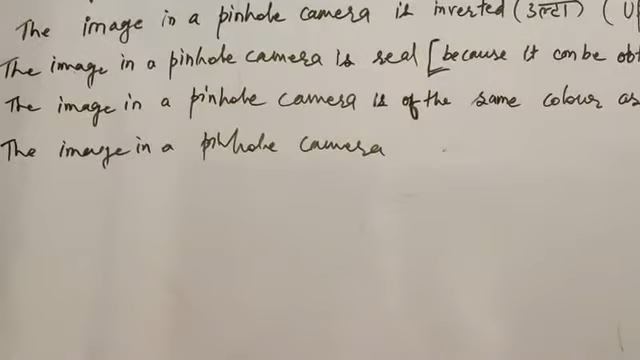 The image in a pinhole camera is inverted (उल्टा) (
The image in a pinhole camera is real [because it can be
The image in a pinhole camera is of the same colour as
The image in a pinhole camera